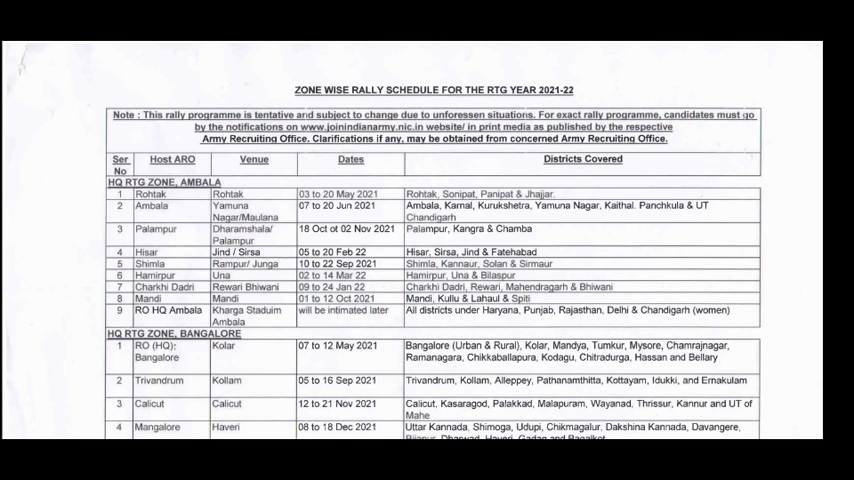 ZONE WISE RALLY SCHEDULE FOR THE RTG YEAR 2021-22
Note : This rally programme is tentative and subject to change due to unforessen situations. For exact rally programme, candidates must go
by the notifications on www.joinindianarmy.nic.in website/ in print media as published by the respective
Army Recruiting Office. Clarifications if any, may be obtained from concerned Army Recruiting Office.
Ser No Host ARO Venue Dates Districts Covered
HQ RTG ZONE, AMBALA
1 Rohtak Rohtak 03 to 20 May 2021 Rohtak, Sonipat, Panipat & Jhajjar.
2 Ambala Yamuna 07 to 20 Jun 2021 Ambala, Karnal, Kurukshetra, Yamuna Nagar, Kaithal. Panchkula & UT
Nagar/Maulana Chandigarh
3 Palampur Dharamshala/ 18 Oct ot 02 Nov 2021 Palampur, Kangra & Chamba
Palampur
4 Hisar Jind / Sirsa 05 to 20 Feb 22 Hisar, Sirsa, Jind & Fatehabad
5 Shimla Rampur/ Junga 10 to 22 Sep 2021 Shimla, Kannaur, Solan & Sirmaur
6 Hamirpur Una 02 to 14 Mar 22 Hamirpur, Una & Bilaspur
7 Charkhi Dadri Rewari Bhiwani 09 to 24 Jan 22 Charkhi Dadri, Rewari, Mahendragarh & Bhiwani
8 Mandi Mandi 01 to 12 Oct 2021 Mandi, Kullu & Lahaul & Spiti
9 RO HQ Ambala Kharga Staduim will be intimated later All districts under Haryana, Punjab, Rajasthan, Delhi & Chandigarh (women)
Ambala
HQ RTG ZONE, BANGALORE
1 RO (HQ); Kolar 07 to 12 May 2021 Bangalore (Urban & Rural), Kolar, Mandya, Tumkur, Mysore, Chamrajnagar,
Bangalore Ramanagara, Chikkaballapura, Kodagu, Chitradurga, Hassan and Bellary
2 Trivandrum Kollam 05 to 16 Sep 2021 Trivandrum, Kollam, Alleppey, Pathanamthitta, Kottayam, Idukki, and Ernakulam
3 Calicut Calicut 12 to 21 Nov 2021 Calicut, Kasaragod, Palakkad, Malapuram, Wayanad, Thrissur, Kannur and UT of
Mahe
4 Mangalore Haveri 08 to 18 Dec 2021 Uttar Kannada, Shimoga, Udupi, Chikmagalur, Dakshina Kannada, Davangere,
Dharwad, Haveri, Gadag and Bagalkot